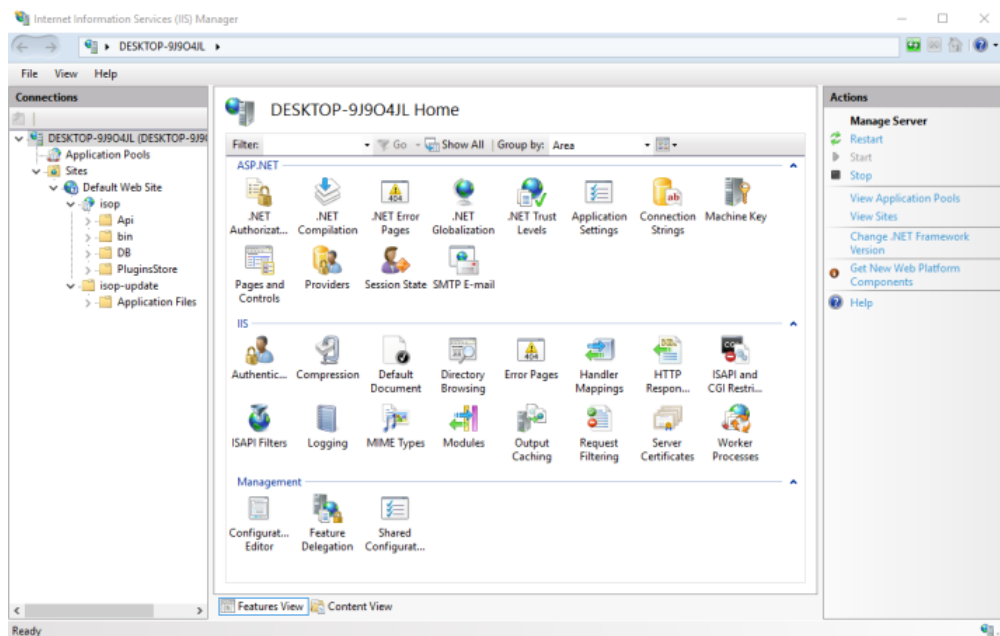 Internet Information Services (IIS) Manager
DESKTOP-9J9O4JL
File View Help
Connections
DESKTOP-9J9O4JL (DESKTOP-9J9
Application Pools
Sites
Default Web Site
isop
Api
bin
DB
PluginsStore
isop-update
Application Files
DESKTOP-9J9O4JL Home
Filter: Go Show All Group by: Area
ASP.NET
.NET Authorizat...
.NET Compilation
.NET Error Pages
.NET Globalization
.NET Trust Levels
Application Settings
Connection Strings
Machine Key
Pages and Controls
Providers
Session State
SMTP E-mail
IIS
Authentic...
Compression
Default Document
Directory Browsing
Error Pages
Handler Mappings
HTTP Respon...
ISAPI and CGI Restri...
ISAPI Filters
Logging
MIME Types
Modules
Output Caching
Request Filtering
Server Certificates
Worker Processes
Management
Configurat... Editor
Feature Delegation
Shared Configurat...
Features View Content View
Actions
Manage Server
Restart
Start
Stop
View Application Pools
View Sites
Change .NET Framework
Version
Get New Web Platform
Components
Help
Ready